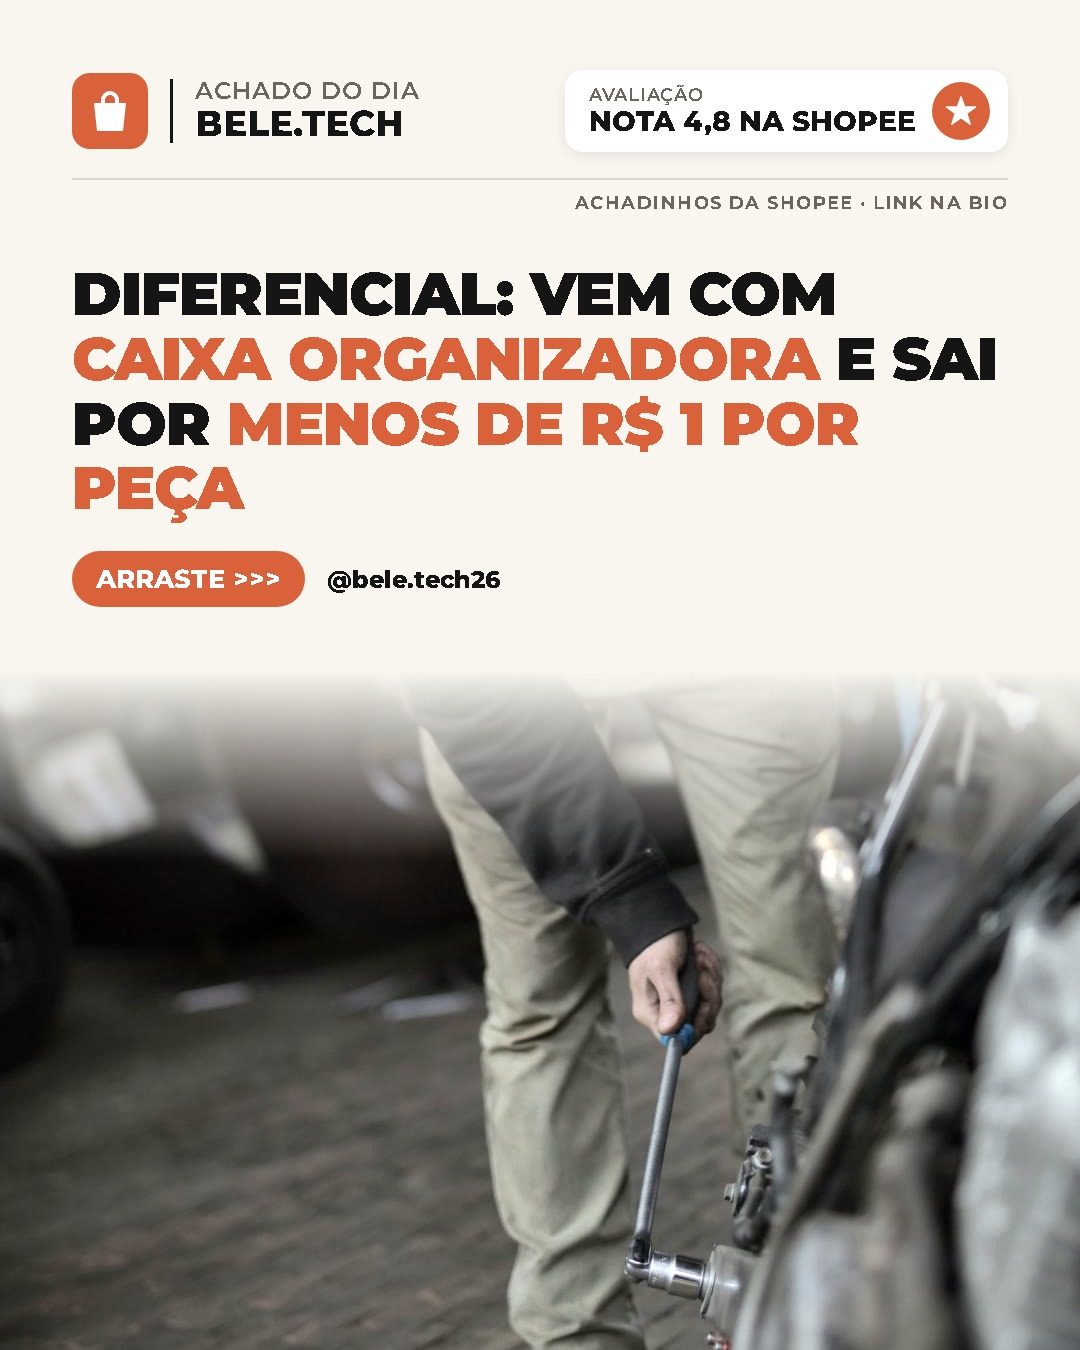 ACHADO DO DIA
BELE.TECH
AVALIAÇÃO
NOTA 4,8 NA SHOPEE
ACHADINHOS DA SHOPEE · LINK NA BIO
DIFERENCIAL: VEM COM
CAIXA ORGANIZADORA E SAI
POR MENOS DE R$ 1 POR
PEÇA
ARRASTE >>>
@bele.tech26